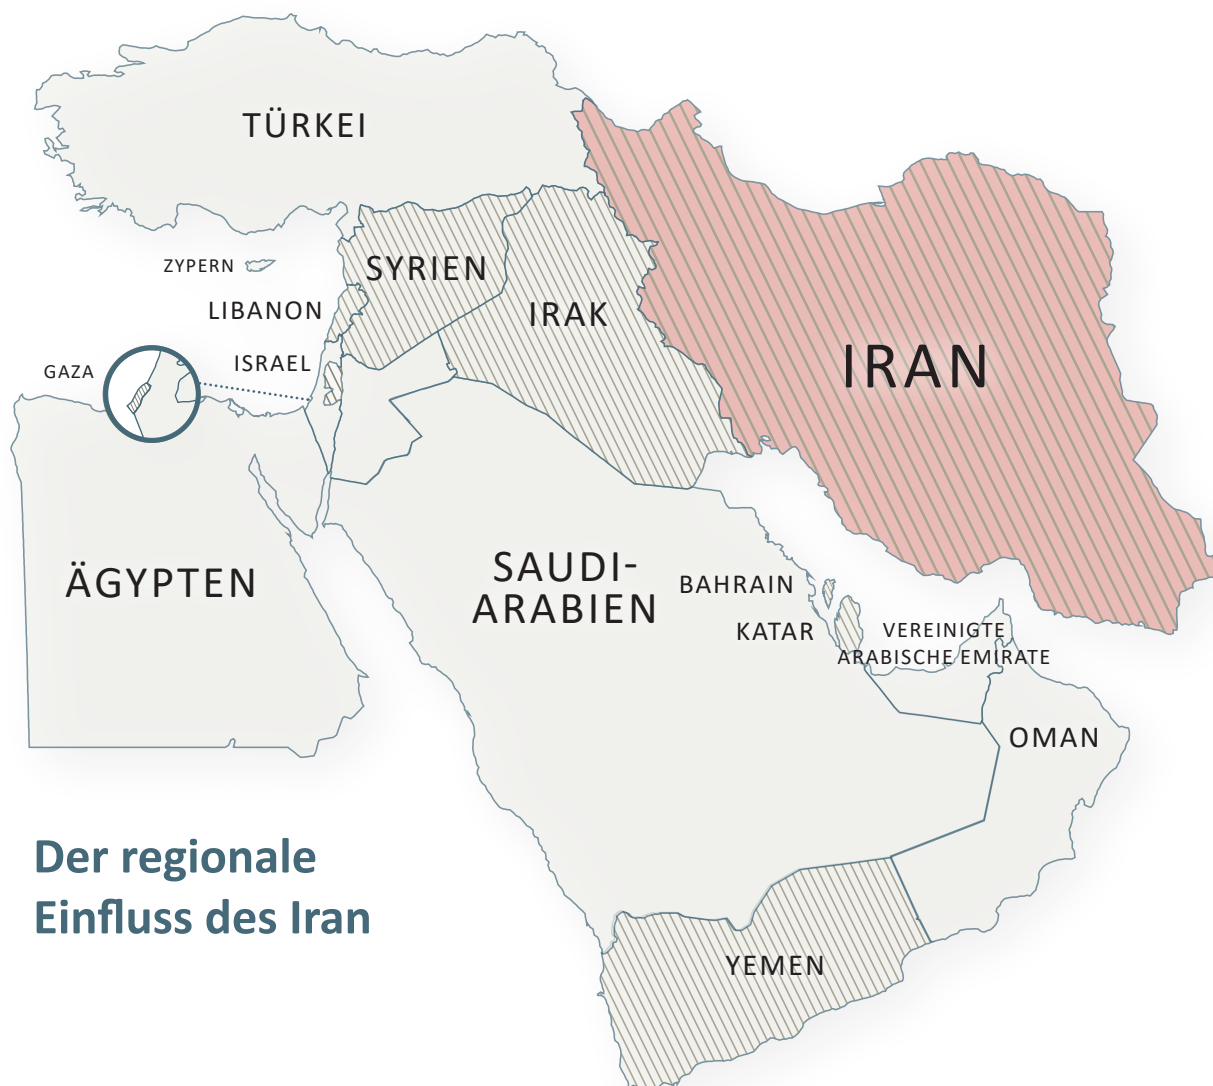 TÜRKEI
ZYPERN
SYRIEN
LIBANON
IRAK
ISRAEL
IRAN
GAZA
ÄGYPTEN
SAUDI-
ARABIEN
BAHRAIN
KATAR
VEREINIGTE
ARABISCHE EMIRATE
OMAN
Der regionale
Einfluss des Iran
YEMEN